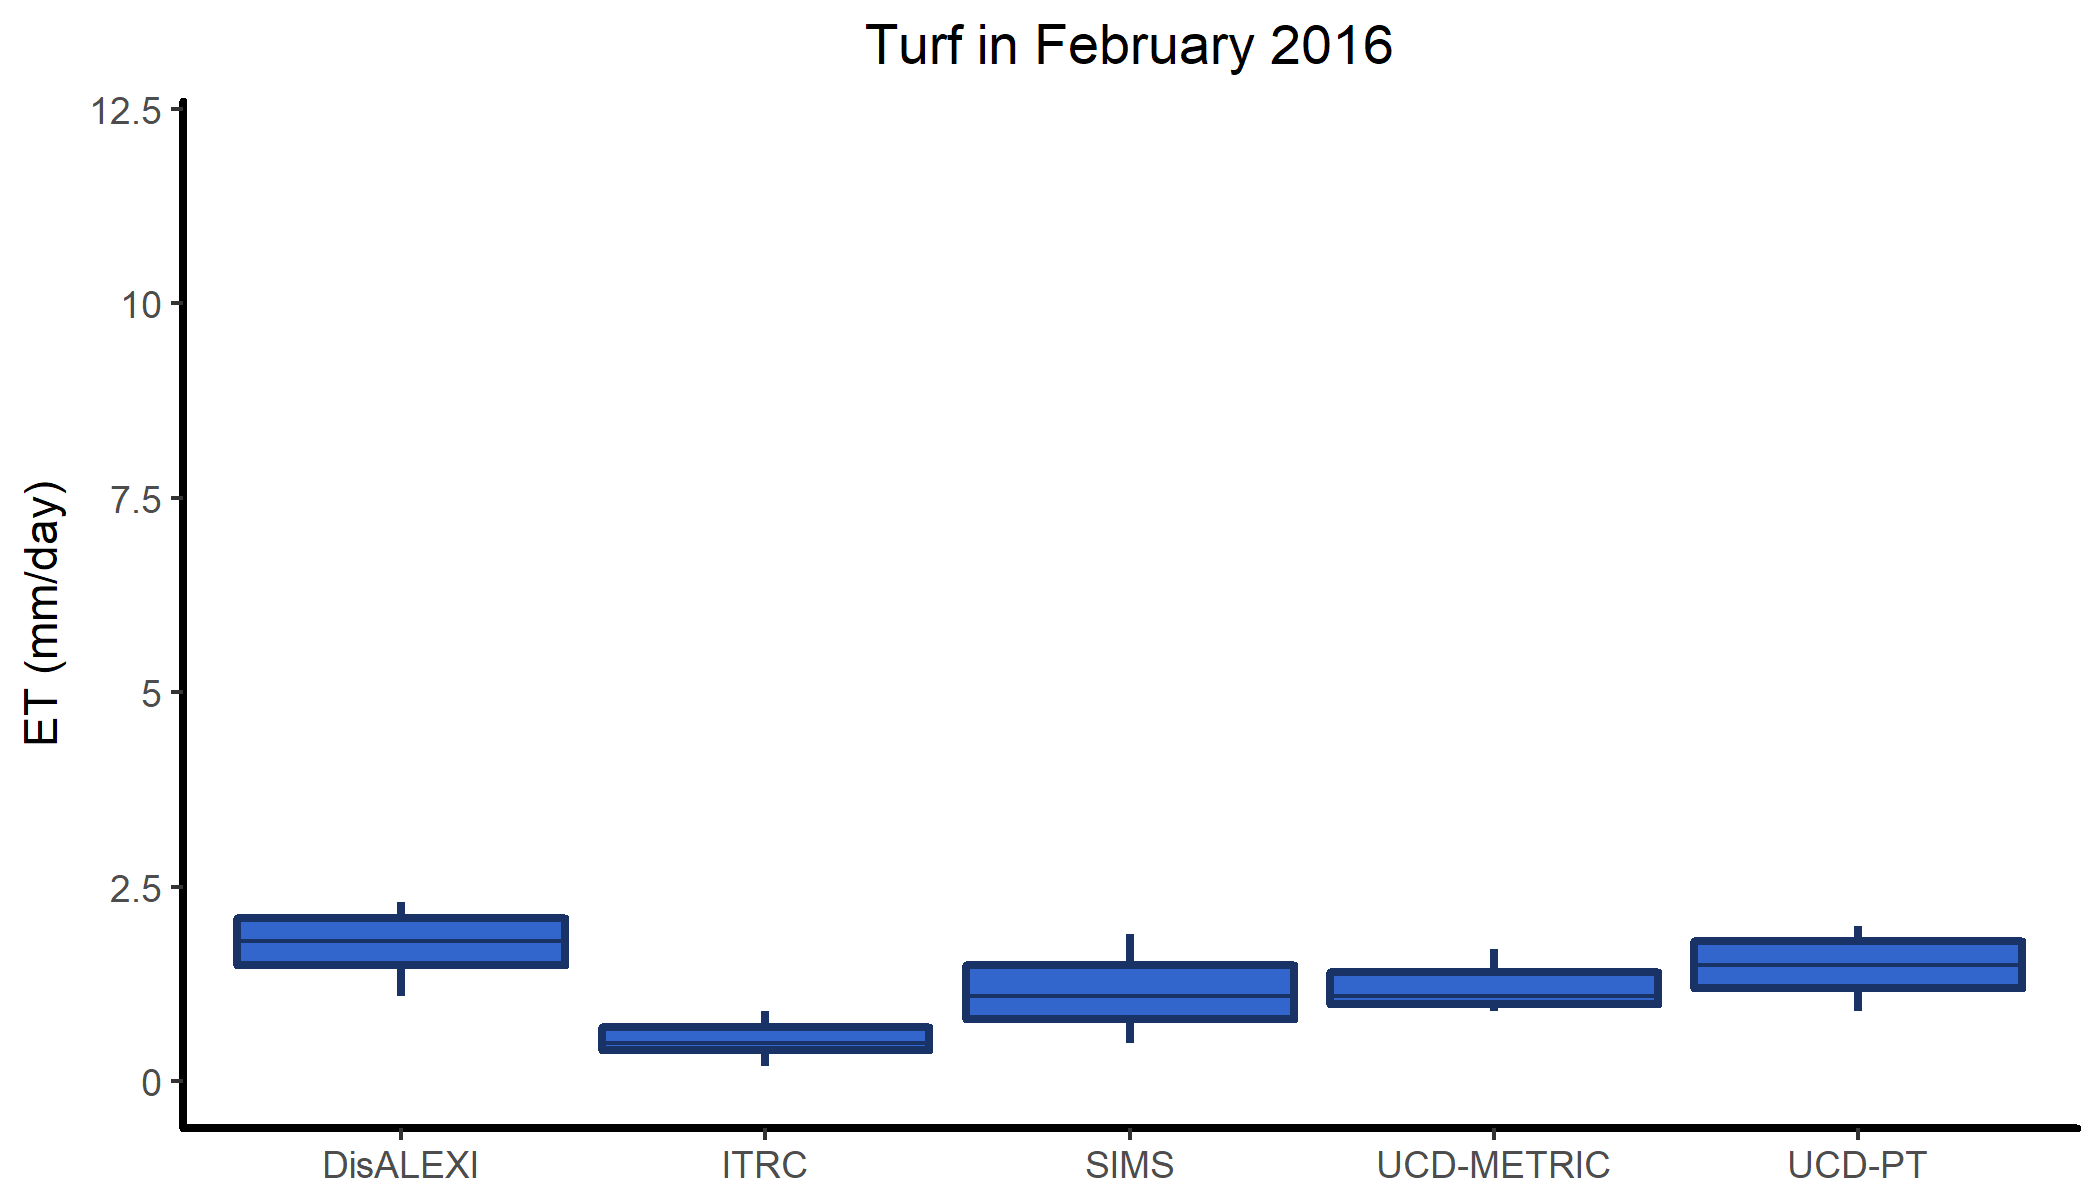 Turf in February 2016
12.5
10
7.5
5
2.5
0
ET (mm/day)
DisALEXI ITRC SIMS UCD-METRIC UCD-PT